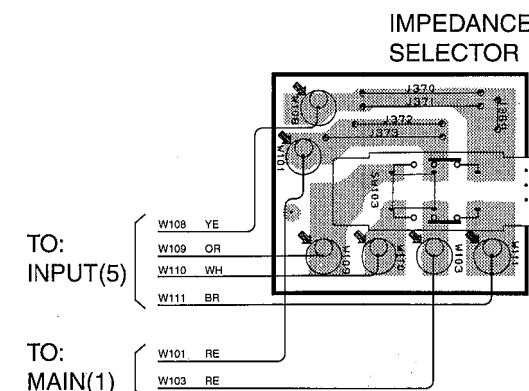 IMPEDANCE
SELECTOR
J370
W108
J371
J372
W101
J373
SW103
W108 YE
TO:
W109 OR
INPUT(5)
W110 WH
W109
W110
W103
W111
W111 BR
TO:
W101 RE
MAIN(1)
W103 RE